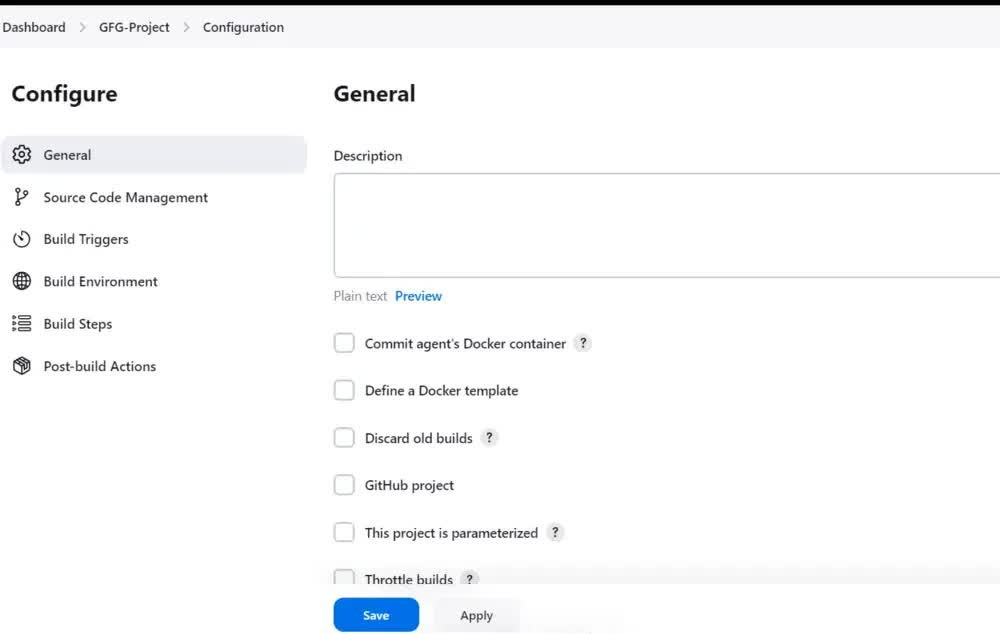 Dashboard > GFG-Project > Configuration
Configure
General
Source Code Management
Build Triggers
Build Environment
Build Steps
Post-build Actions
General
Description
Plain text Preview
Commit agent's Docker container ?
Define a Docker template
Discard old builds ?
GitHub project
This project is parameterized ?
Throttle builds ?
Save Apply